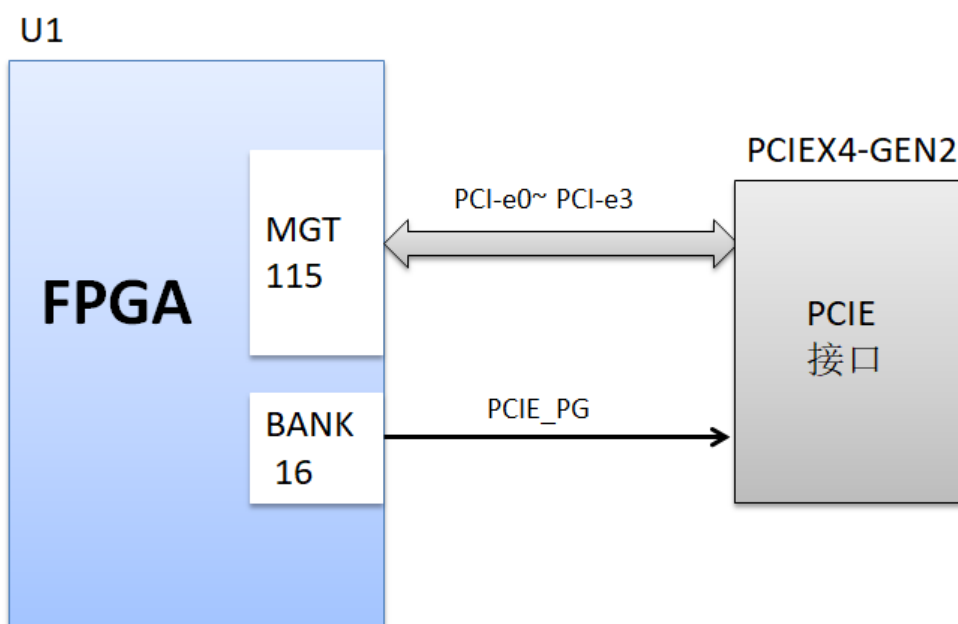 U1
PCIEX4-GEN2
PCI-e0~ PCI-e3
MGT
115
FPGA
PCIE
接口
PCIE_PG
BANK
16